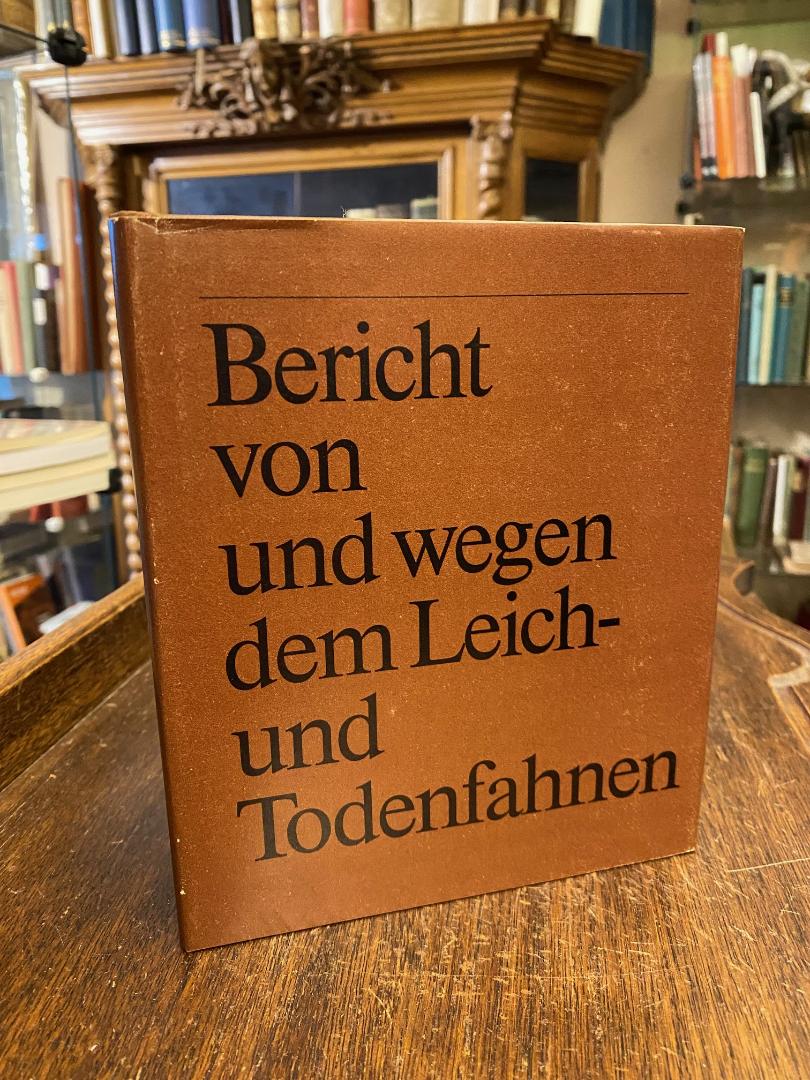 Bericht
von
und wegen
dem Leich-
und
Todenfahnen